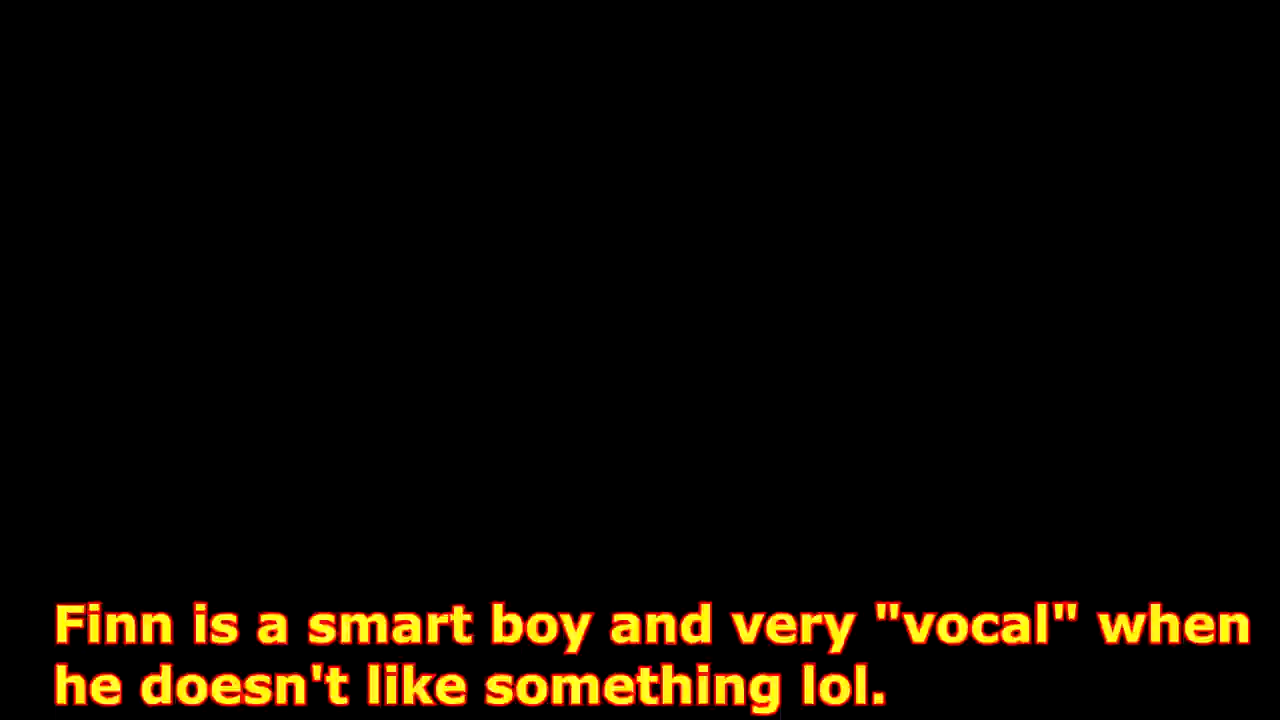 Finn is a smart boy and very "vocal" when
he doesn't like something lol.